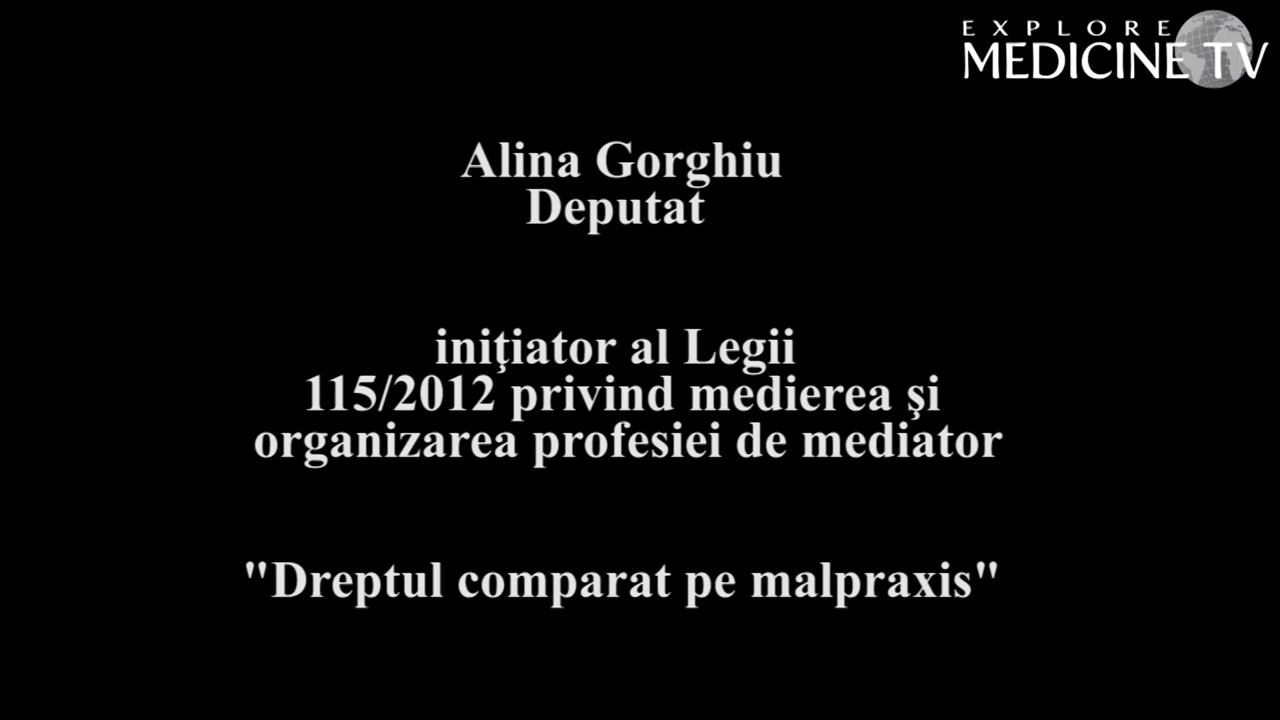 EXPLORE
MEDICINE TV
Alina Gorghiu
Deputat
iniţiator al Legii
115/2012 privind medierea şi
organizarea profesiei de mediator
"Dreptul comparat pe malpraxis"